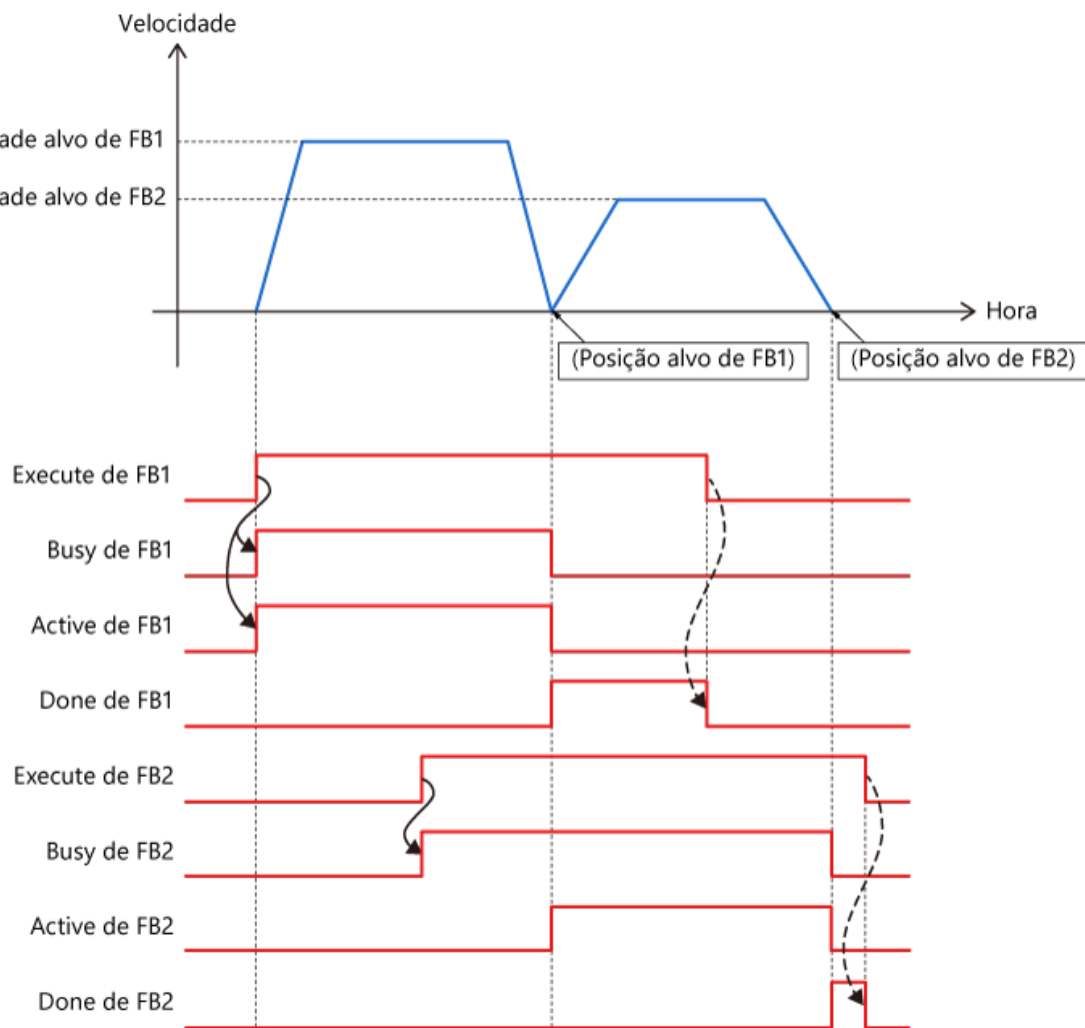 Velocidade
ade alvo de FB1
ade alvo de FB2
Hora
(Posição alvo de FB1)
(Posição alvo de FB2)
Execute de FB1
Busy de FB1
Active de FB1
Done de FB1
Execute de FB2
Busy de FB2
Active de FB2
Done de FB2